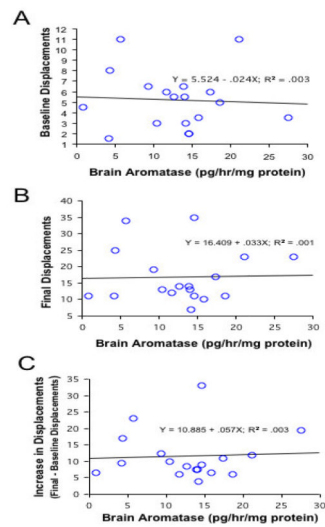 A
Baseline Displacements
12
11
10
9
8
7
6
5
4
3
2
1
Y = 5.524 - .024X; R² = .003
0 5 10 15 20 25 30
Brain Aromatase (pg/hr/mg protein)
B
Final Displacements
40
35
30
25
20
15
10
5
Y = 16.409 + .033X; R² = .001
0 5 10 15 20 25 30
Brain Aromatase (pg/hr/mg protein)
C
Increase in Displacements
(Final - Baseline Displacements)
35
30
25
20
15
10
5
0
Y = 10.885 + .057X; R² = .003
0 5 10 15 20 25 30
Brain Aromatase (pg/hr/mg protein)